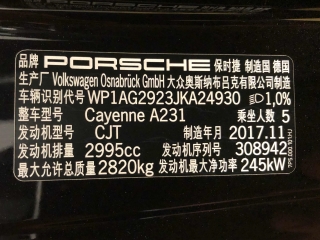 品牌 PORSCHE 保时捷 制造国 德国
生产厂 Volkswagen Osnabrück GmbH 大众奥斯纳布吕克有限公司
车辆识别代号 WP1AG2923JKA24930 1,0%
整车型号 Cayenne A231 乘坐人数 5
发动机型号 CJT 制造年月 2017.11
发动机排量 2995cc 发动机序列号 308942
最大允许总质量 2820kg 发动机最大净功率 245kW